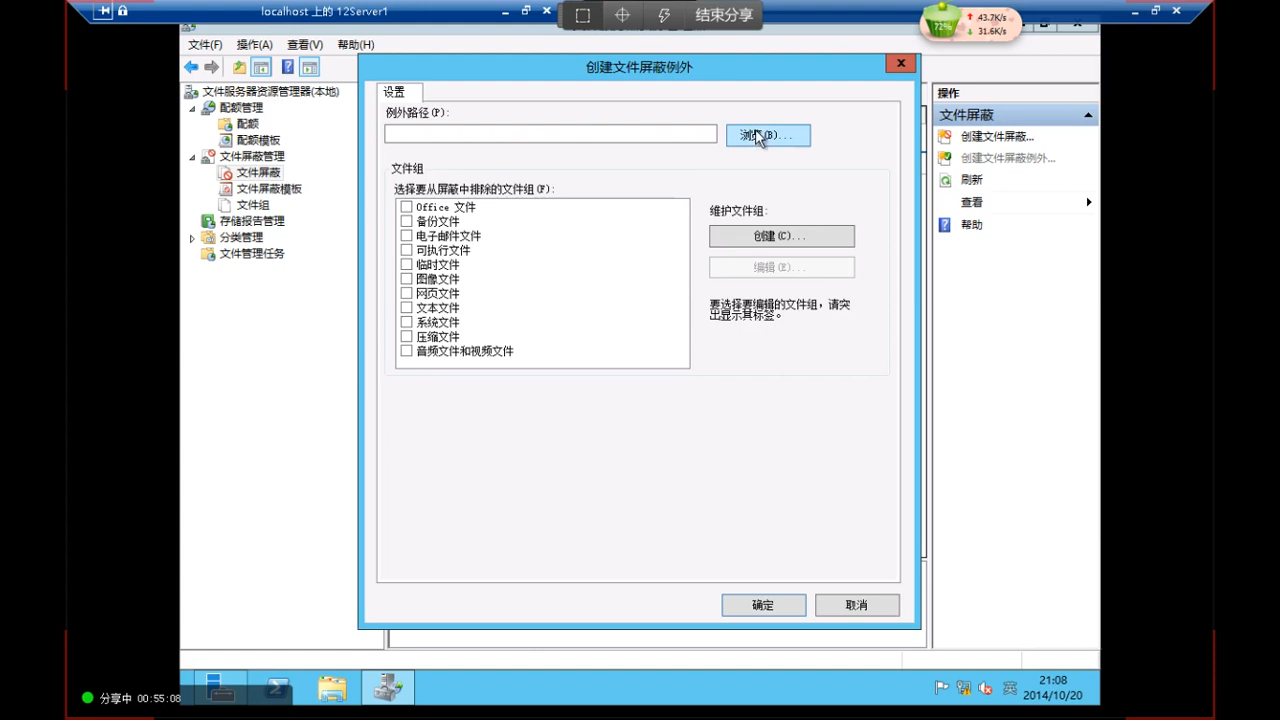 localhost 上的 12Server1
结束分享
72%
43.7K/s
31.6K/s
文件(F) 操作(A) 查看(V) 帮助(H)
文件服务器资源管理器(本地)
配额管理
配额
配额模板
文件屏蔽管理
文件屏蔽
文件屏蔽模板
文件组
存储报告管理
分类管理
文件管理任务
创建文件屏蔽例外
设置
例外路径(P):
浏览(B)...
文件组
选择要从屏蔽中排除的文件组(F):
Office 文件
备份文件
电子邮件文件
可执行文件
临时文件
图像文件
网页文件
文本文件
系统文件
压缩文件
音频文件和视频文件
维护文件组:
创建(C)...
编辑(E)...
要选择要编辑的文件组，请突
出显示其标签。
确定
取消
操作
文件屏蔽
创建文件屏蔽...
创建文件屏蔽例外...
刷新
查看
帮助
分享中 00:55:08
英
21:08
2014/10/20